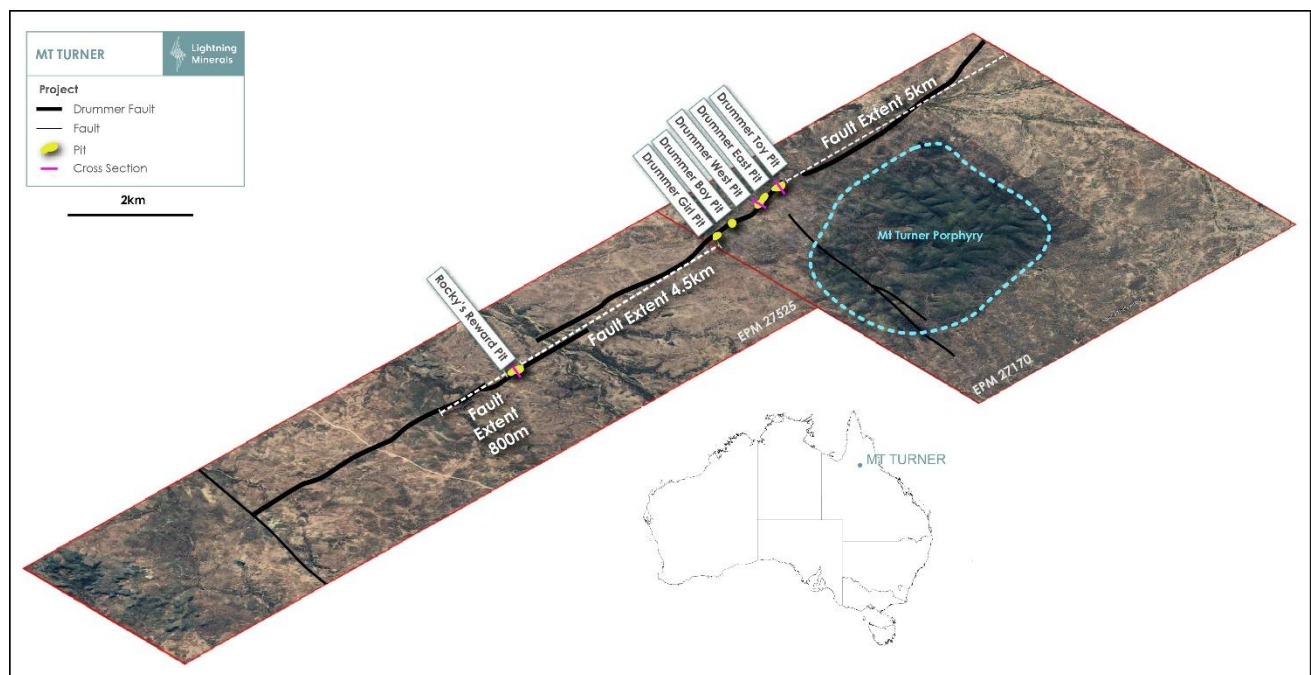 MT TURNER
Lightning
Minerals
Project
Drummer Fault
Fault
Pit
Cross Section
2km
Drummer Girl Pit
Drummer Boy Pit
Drummer West Pit
Drummer East Pit
Drummer Toy Pit
Fault Extent 5km
Mt Turner Porphyry
Fault Extent 4.5km
Rocky's Reward Pit
EPM 27525
EPM 27170
Fault
Extent
800m
MT TURNER